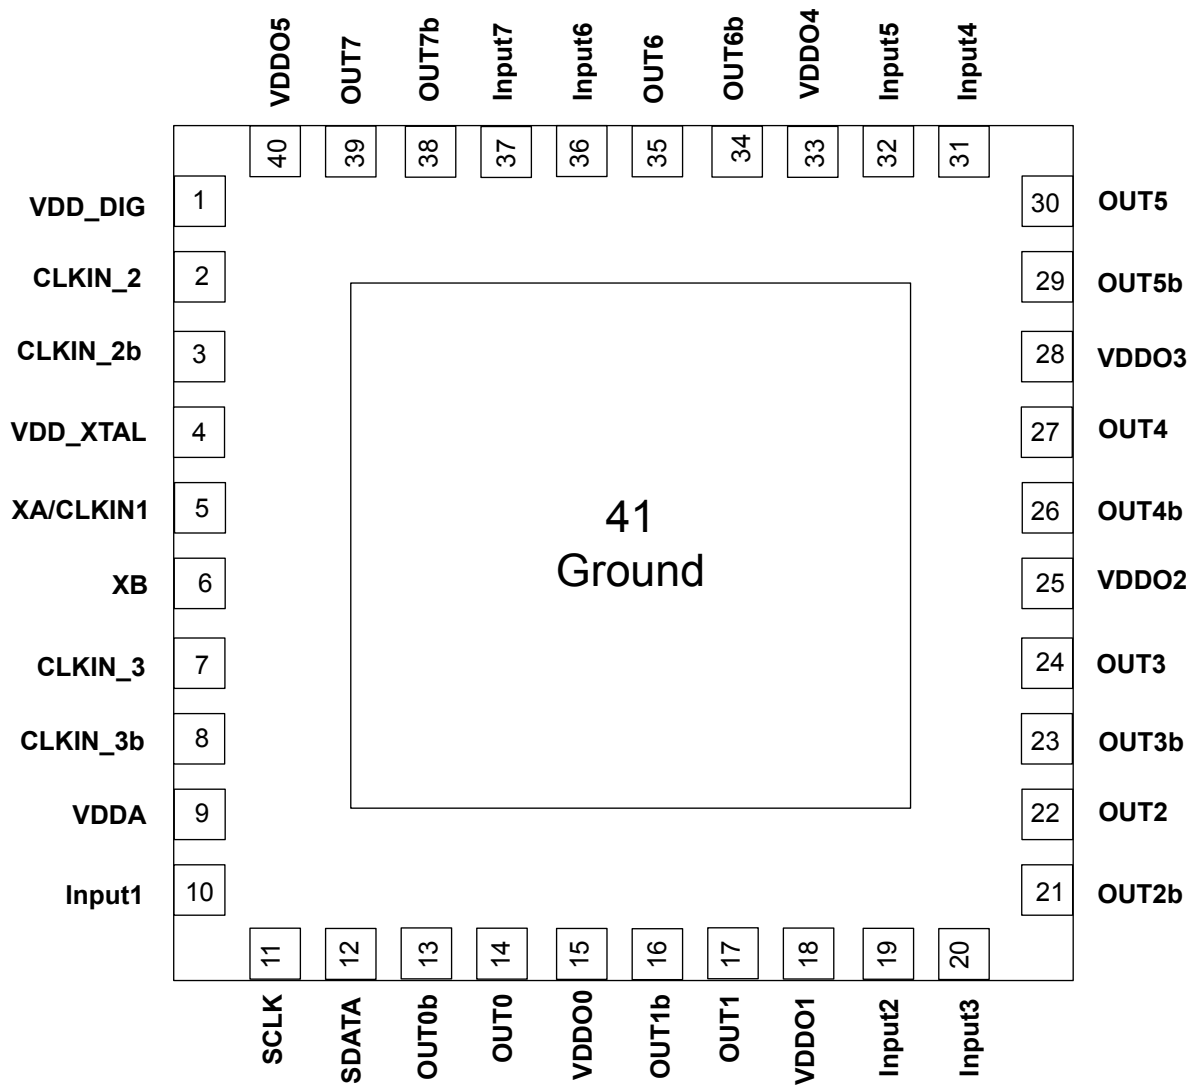 VDDO5
OUT7
OUT7b
Input7
Input6
OUT6
OUT6b
VDDO4
Input5
Input4
40
39
38
37
36
35
34
33
32
31
VDD_DIG 1
30 OUT5
CLKIN_2 2
29 OUT5b
CLKIN_2b 3
28 VDDO3
VDD_XTAL 4
27 OUT4
XA/CLKIN1 5
26 OUT4b
41
Ground
XB 6
25 VDDO2
CLKIN_3 7
24 OUT3
CLKIN_3b 8
23 OUT3b
VDDA 9
22 OUT2
Input1 10
21 OUT2b
11
12
13
14
15
16
17
18
19
20
SCLK
SDATA
OUT0b
OUT0
VDDO0
OUT1b
OUT1
VDDO1
Input2
Input3